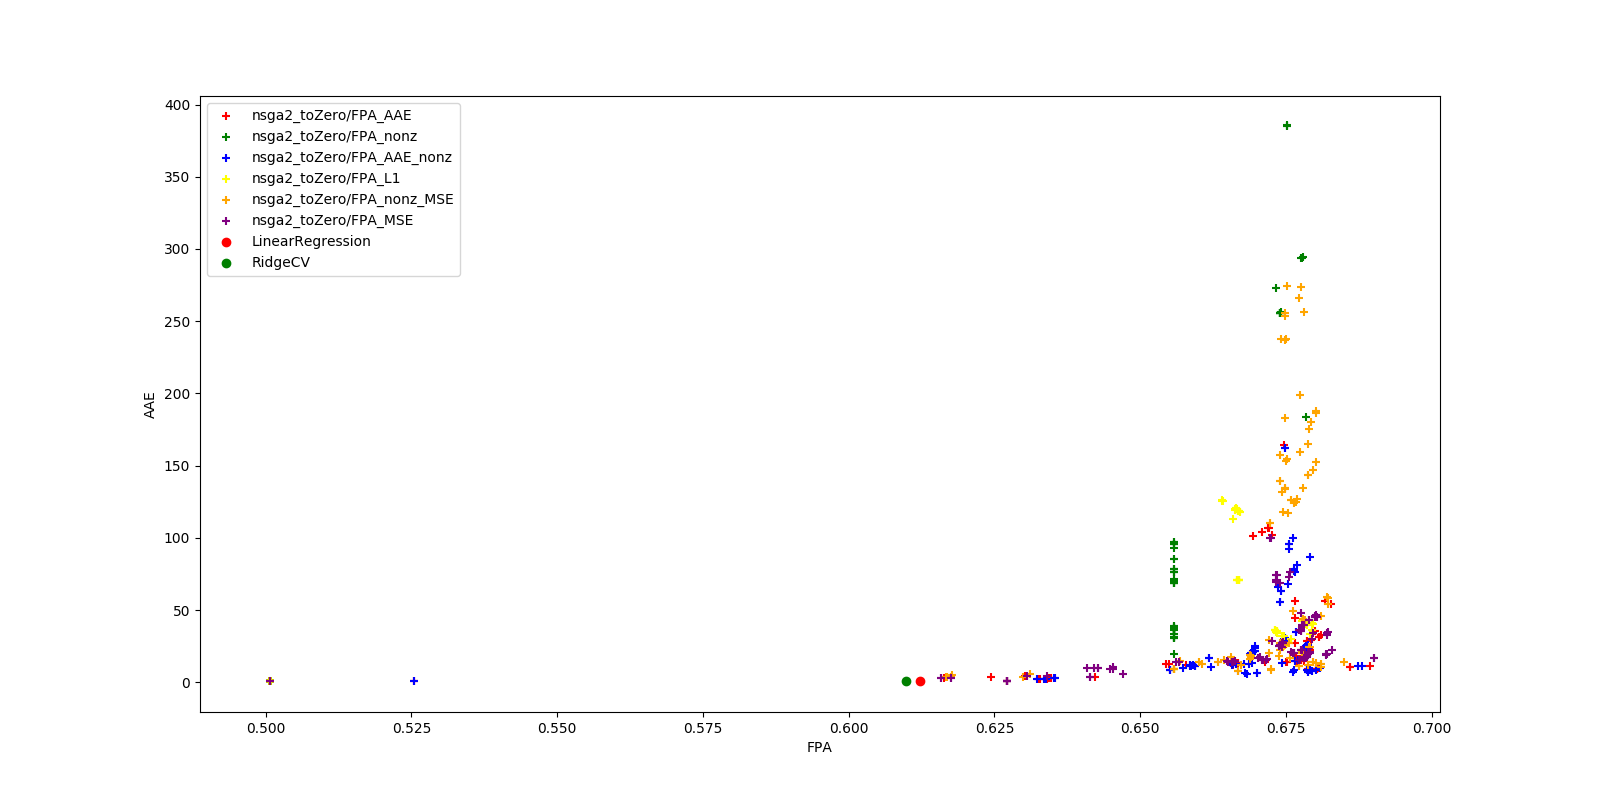 400
350
300
250
200
150
100
50
0
AAE
nsga2_toZero/FPA_AAE
nsga2_toZero/FPA_nonz
nsga2_toZero/FPA_AAE_nonz
nsga2_toZero/FPA_L1
nsga2_toZero/FPA_nonz_MSE
nsga2_toZero/FPA_MSE
LinearRegression
RidgeCV
0.500 0.525 0.550 0.575 0.600 0.625 0.650 0.675 0.700
FPA